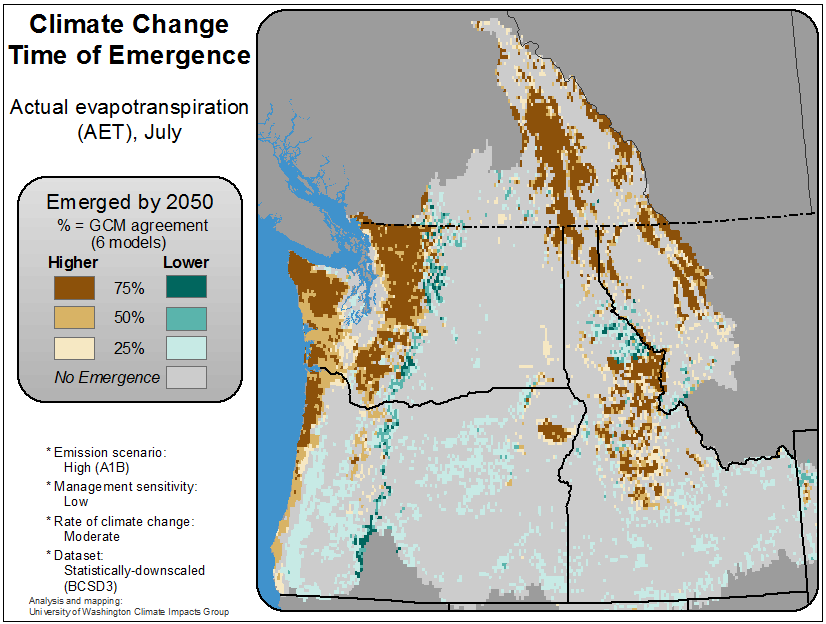 Climate Change
Time of Emergence
Actual evapotranspiration
(AET), July
Emerged by 2050
% = GCM agreement
(6 models)
Higher Lower
75%
50%
25%
No Emergence
* Emission scenario:
High (A1B)
* Management sensitivity:
Low
* Rate of climate change:
Moderate
* Dataset:
Statistically-downscaled
(BCSD3)
Analysis and mapping:
University of Washington Climate Impacts Group